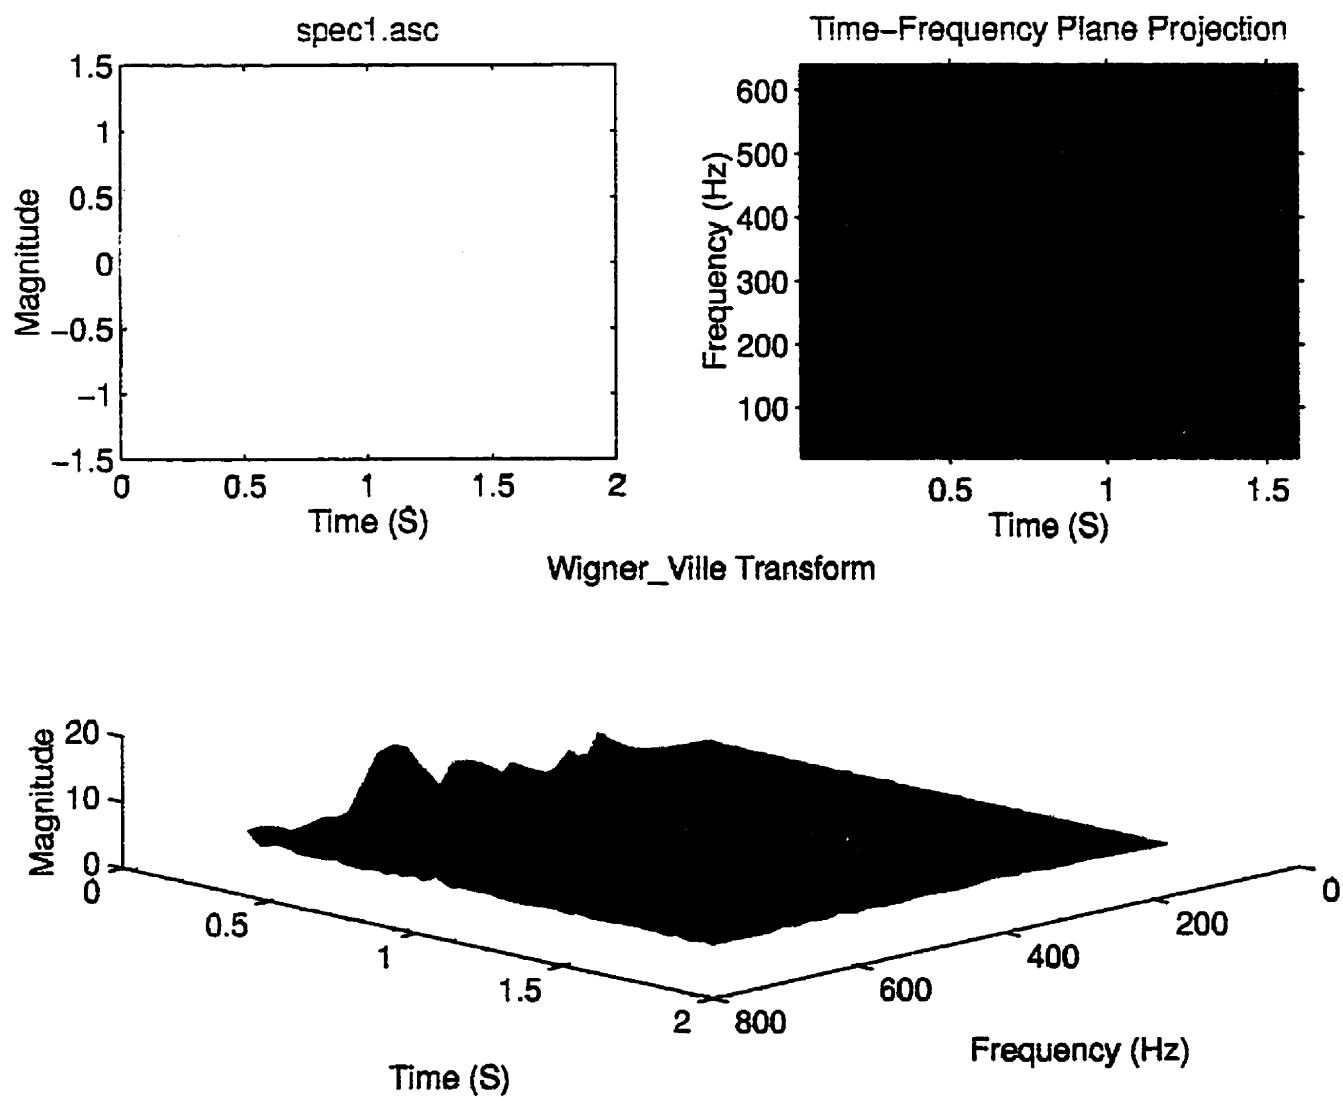 spec1.asc
1.5
1
0.5
0
−0.5
−1
−1.5
Magnitude
0 0.5 1 1.5 2
Time (S)
Time−Frequency Plane Projection
600
500
400
300
200
100
Frequency (Hz)
0.5 1 1.5
Time (S)
Wigner_Ville Transform
20
10
0
Magnitude
0
0.5
1
1.5
2
Time (S)
800
600
400
200
0
Frequency (Hz)